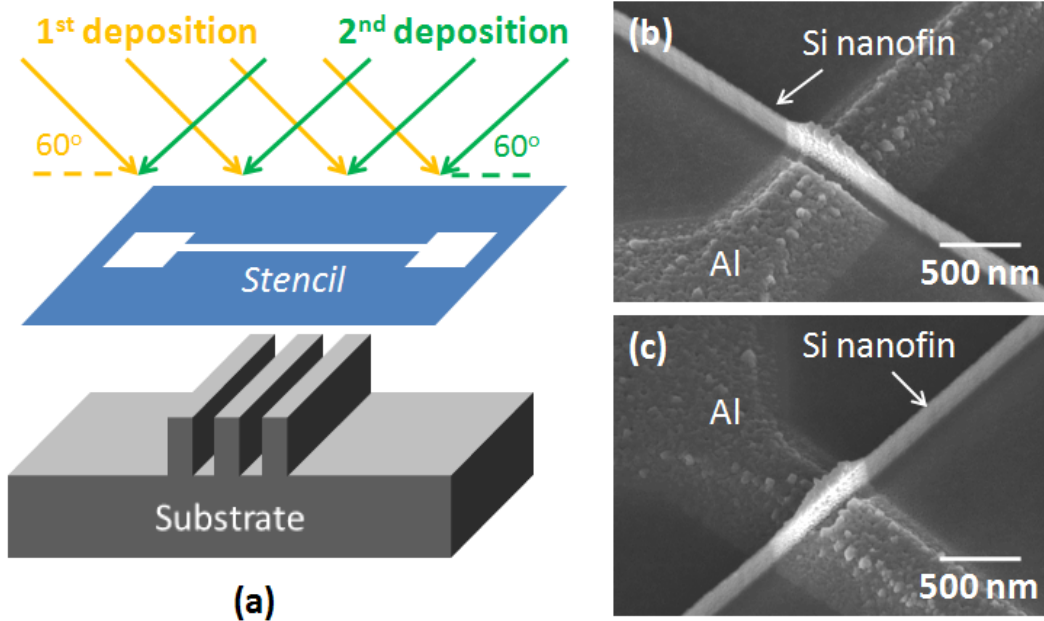 1st deposition
2nd deposition
60o
60o
Stencil
Substrate
(a)
(b)
Si nanofin
Al
500 nm
(c)
Si nanofin
Al
500 nm